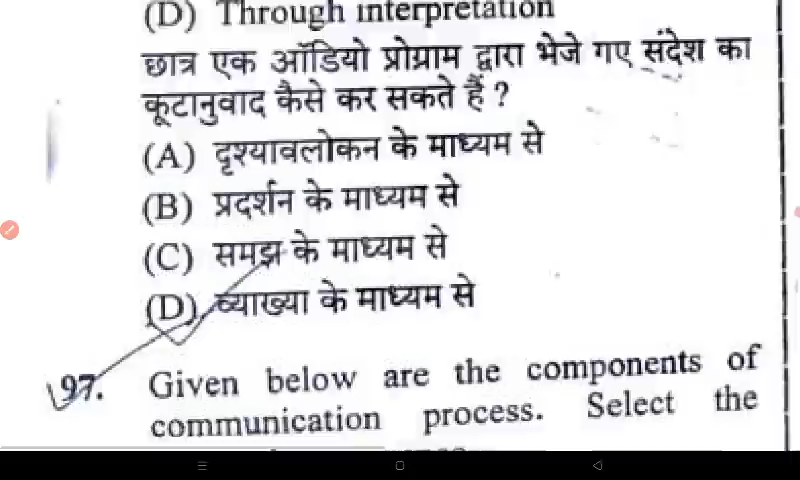 (D) Through interpretation
छात्र एक ऑडियो प्रोग्राम द्वारा भेजे गए संदेश का
कूटानुवाद कैसे कर सकते हैं ?
(A) दृश्यावलोकन के माध्यम से
(B) प्रदर्शन के माध्यम से
(C) समझ के माध्यम से
(D) व्याख्या के माध्यम से
97. Given below are the components of
communication process. Select the